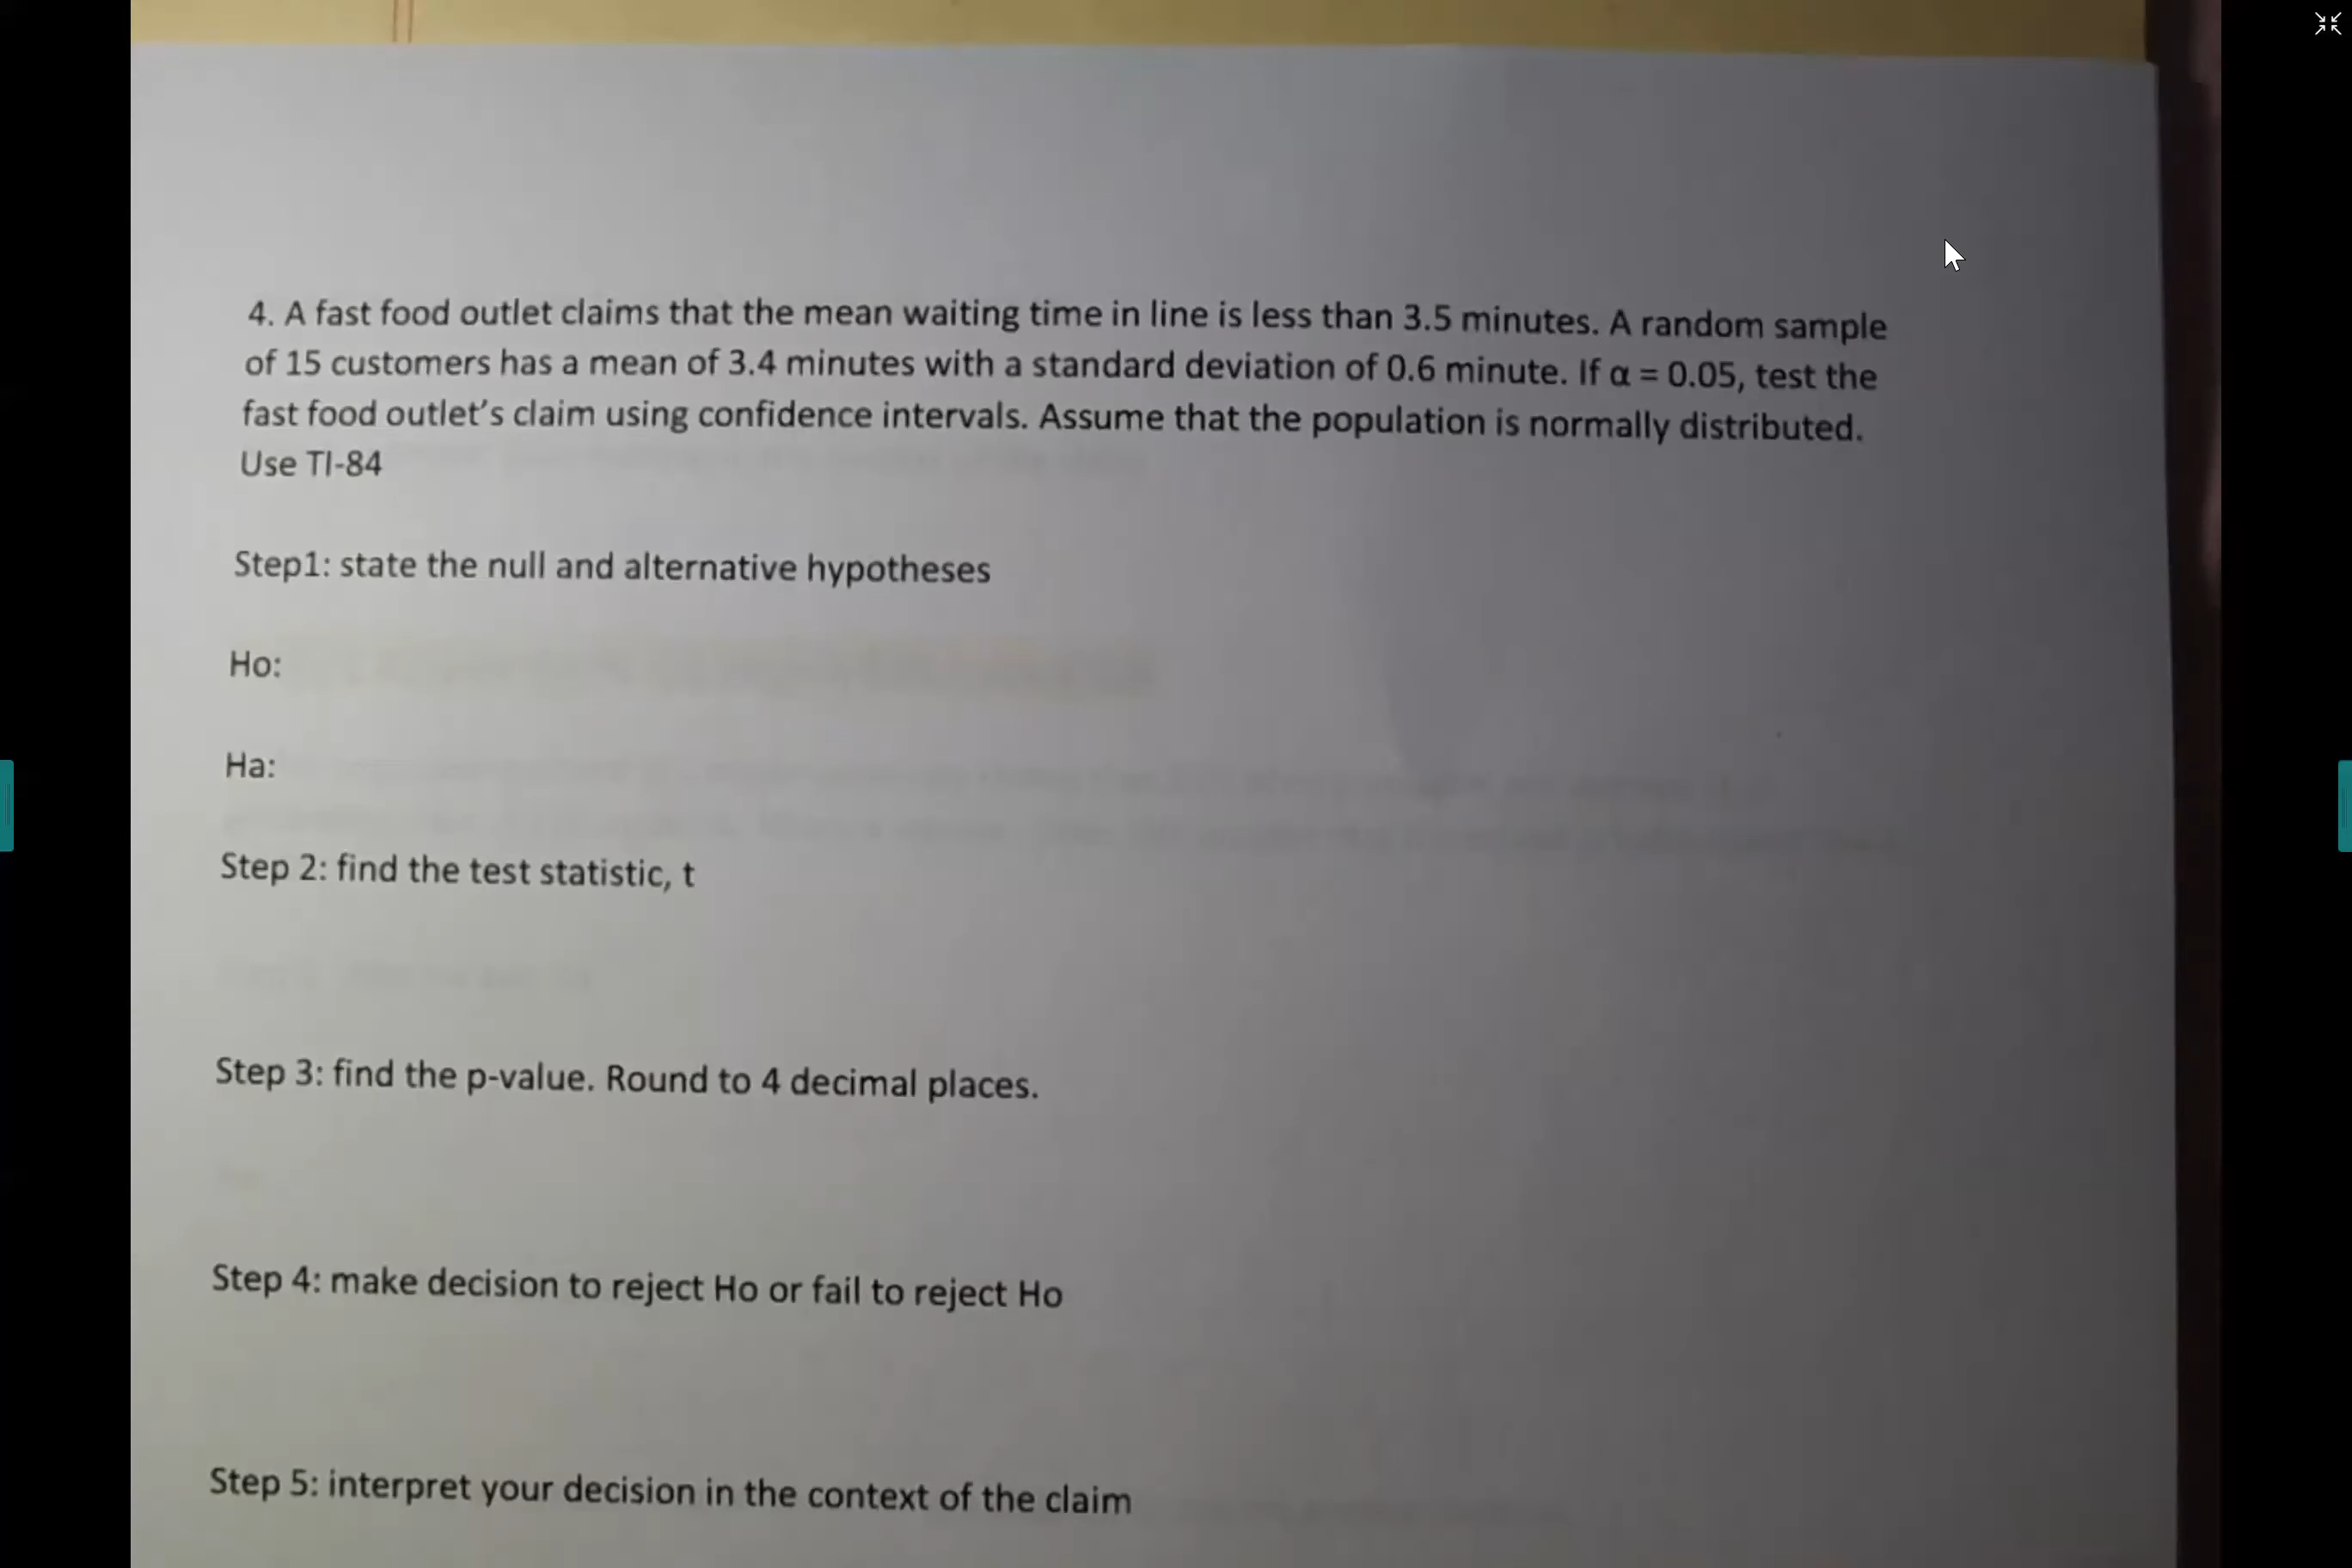 4. A fast food outlet claims that the mean waiting time in line is less than 3.5 minutes. A random sample
of 15 customers has a mean of 3.4 minutes with a standard deviation of 0.6 minute. If α = 0.05, test the
fast food outlet’s claim using confidence intervals. Assume that the population is normally distributed.
Use TI-84
Step1: state the null and alternative hypotheses
Ho:
Ha:
Step 2: find the test statistic, t
Step 3: find the p-value. Round to 4 decimal places.
Step 4: make decision to reject Ho or fail to reject Ho
Step 5: interpret your decision in the context of the claim